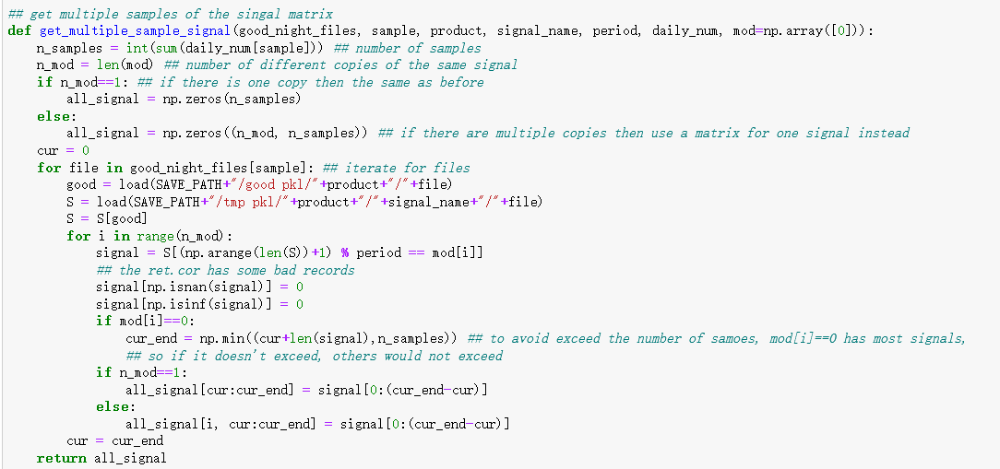 ## get multiple samples of the singal matrix
def get_multiple_sample_signal(good_night_files, sample, product, signal_name, period, daily_num, mod=np.array([0])):
    n_samples = int(sum(daily_num[sample])) ## number of samples
    n_mod = len(mod) ## number of different copies of the same signal
    if n_mod==1: ## if there is one copy then the same as before
        all_signal = np.zeros(n_samples)
    else:
        all_signal = np.zeros((n_mod, n_samples)) ## if there are multiple copies then use a matrix for one signal instead
    cur = 0
    for file in good_night_files[sample]: ## iterate for files
        good = load(SAVE_PATH+"/good pkl/"+product+"/"+file)
        S = load(SAVE_PATH+"/tmp pkl/"+product+"/"+signal_name+"/"+file)
        S = S[good]
        for i in range(n_mod):
            signal = S[(np.arange(len(S))+1) % period == mod[i]]
            ## the ret.cor has some bad records
            signal[np.isnan(signal)] = 0
            signal[np.isinf(signal)] = 0
            if mod[i]==0:
                cur_end = np.min((cur+len(signal),n_samples)) ## to avoid exceed the number of samoes, mod[i]==0 has most signals,
                ## so if it doesn't exceed, others would not exceed
            if n_mod==1:
                all_signal[cur:cur_end] = signal[0:(cur_end-cur)]
            else:
                all_signal[i, cur:cur_end] = signal[0:(cur_end-cur)]
        cur = cur_end
    return all_signal